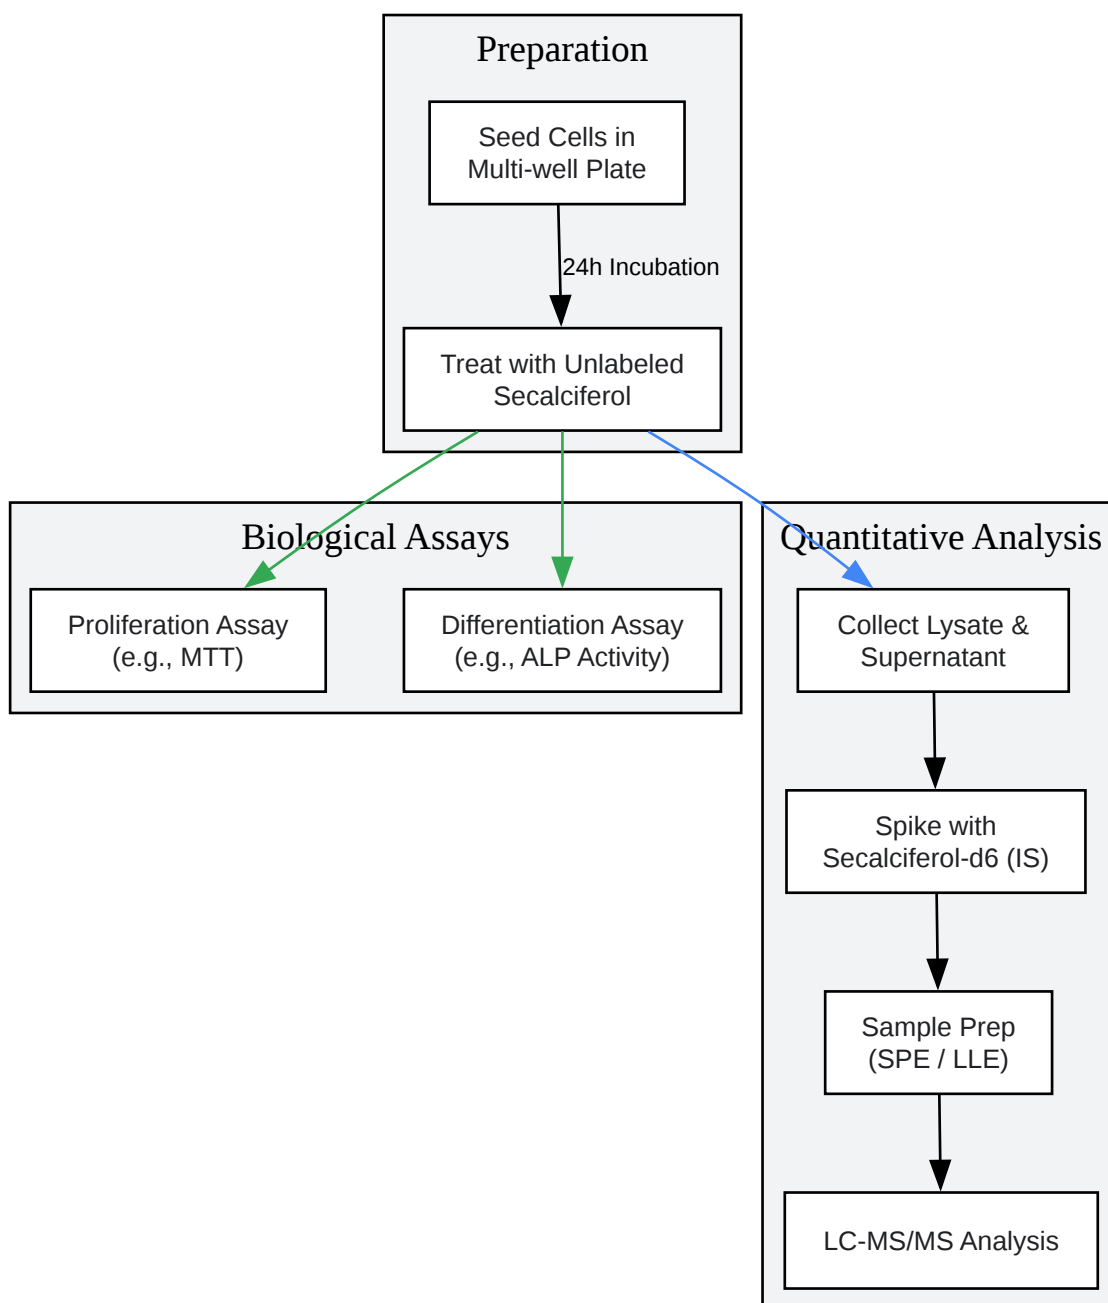 Preparation
Seed Cells in
Multi-well Plate
24h Incubation
Treat with Unlabeled
Secalciferol
Biological Assays
Proliferation Assay
(e.g., MTT)
Differentiation Assay
(e.g., ALP Activity)
Quantitative Analysis
Collect Lysate &
Supernatant
Spike with
Secalciferol-d6 (IS)
Sample Prep
(SPE / LLE)
LC-MS/MS Analysis